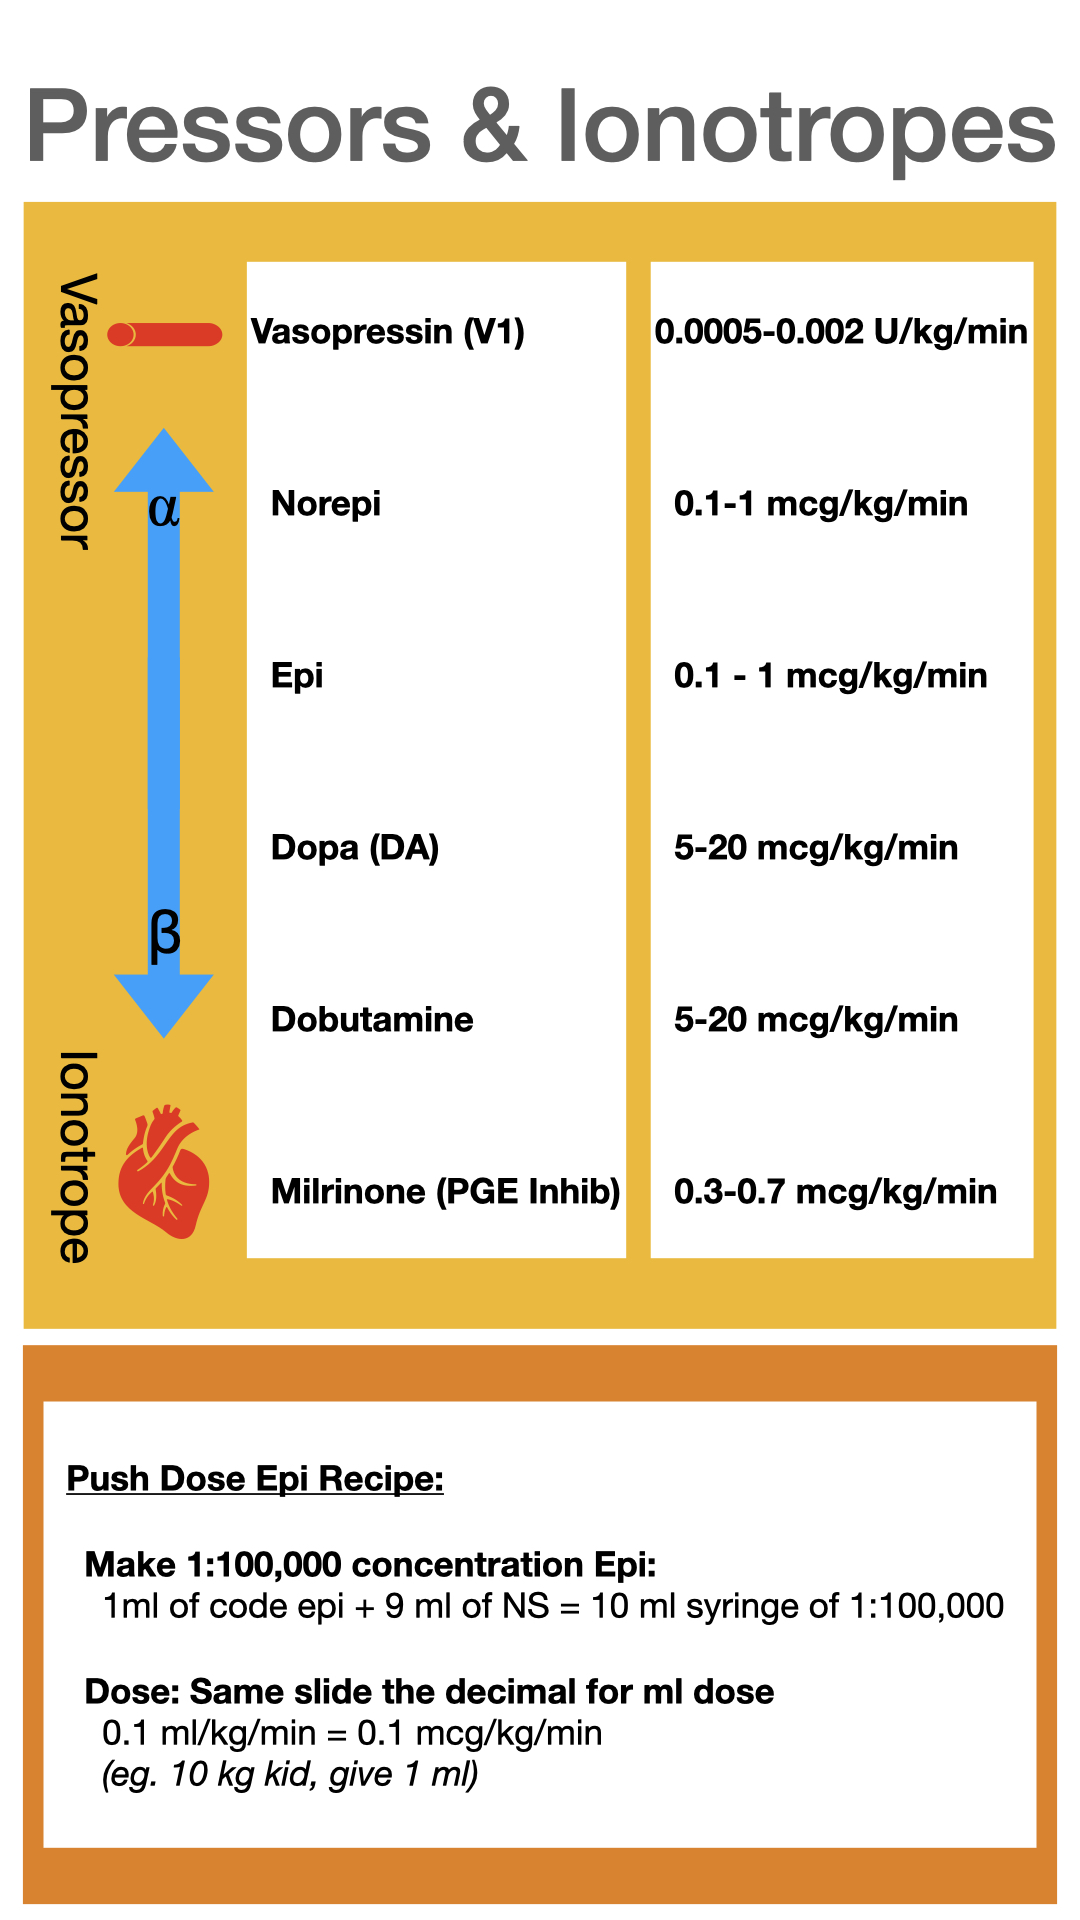 Pressors & Ionotropes
Vasopressor
Vasopressin (V1) 0.0005-0.002 U/kg/min
α
Norepi 0.1-1 mcg/kg/min
Epi 0.1 - 1 mcg/kg/min
Dopa (DA) 5-20 mcg/kg/min
β
Dobutamine 5-20 mcg/kg/min
Ionotrope
Milrinone (PGE Inhib) 0.3-0.7 mcg/kg/min
Push Dose Epi Recipe:
Make 1:100,000 concentration Epi:
1ml of code epi + 9 ml of NS = 10 ml syringe of 1:100,000
Dose: Same slide the decimal for ml dose
0.1 ml/kg/min = 0.1 mcg/kg/min
(eg. 10 kg kid, give 1 ml)